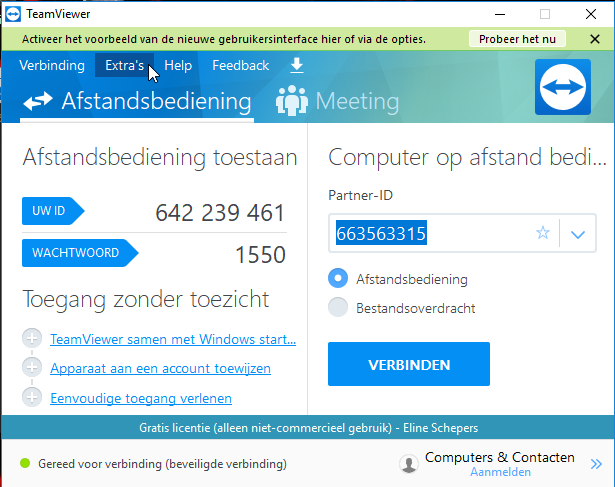 TeamViewer
Activeer het voorbeeld van de nieuwe gebruikersinterface hier of via de opties. Probeer het nu
Verbinding Extra's Help Feedback
Afstandsbediening Meeting
Afstandsbediening toestaan
UW ID 642 239 461
WACHTWOORD 1550
Toegang zonder toezicht
TeamViewer samen met Windows start...
Apparaat aan een account toewijzen
Eenvoudige toegang verlenen
Computer op afstand bedi...
Partner-ID
663563315
Afstandsbediening
Bestandsoverdracht
VERBINDEN
Gratis licentie (alleen niet-commercieel gebruik) - Eline Schepers
Gereed voor verbinding (beveiligde verbinding)
Computers & Contacten
Aanmelden